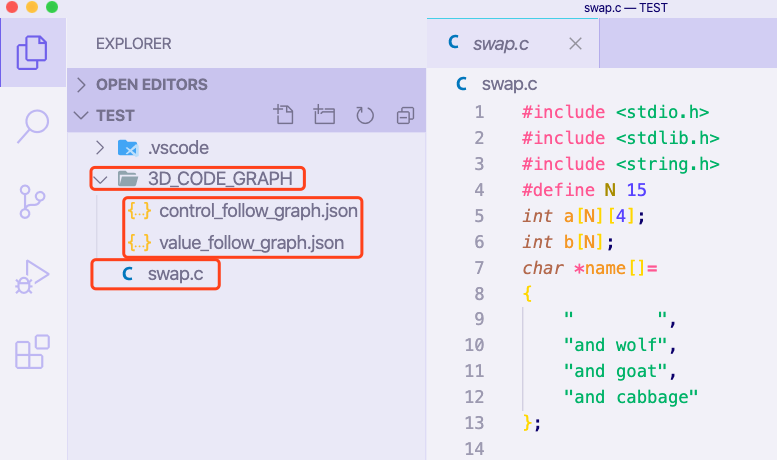 swap.c — TEST
EXPLORER
OPEN EDITORS
TEST
.vscode
3D_CODE_GRAPH
{..} control_follow_graph.json
{..} value_follow_graph.json
C swap.c
C swap.c
C swap.c
1 #include <stdio.h>
2 #include <stdlib.h>
3 #include <string.h>
4 #define N 15
5 int a[N][4];
6 int b[N];
7 char *name[]=
8 {
9 "        ",
10 "and wolf",
11 "and goat",
12 "and cabbage"
13 };
14